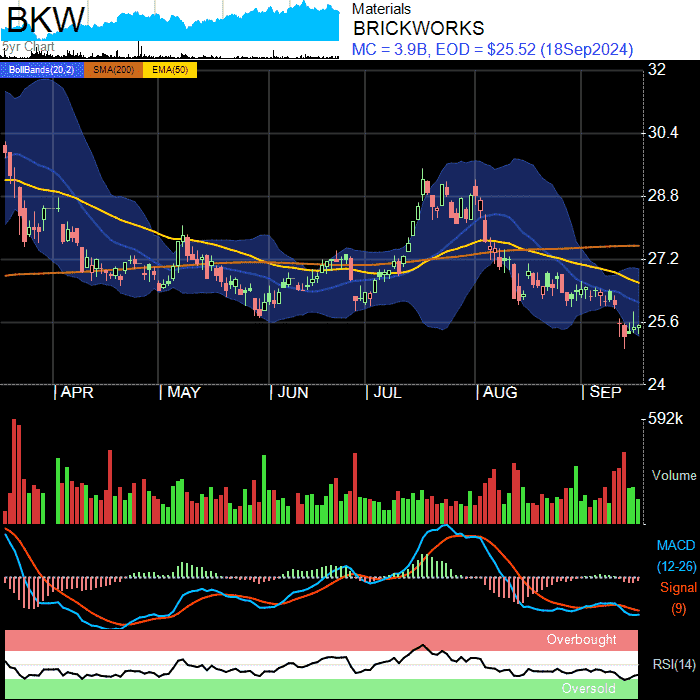 BKW
5yr Chart
Materials
BRICKWORKS
MC = 3.9B, EOD = $25.52 (18Sep2024)
BollBands(20,2) SMA(200) EMA(50)
32
30.4
28.8
27.2
25.6
24
APR MAY JUN JUL AUG SEP
592k
Volume
MACD
(12-26)
Signal
(9)
Overbought
RSI(14)
Oversold